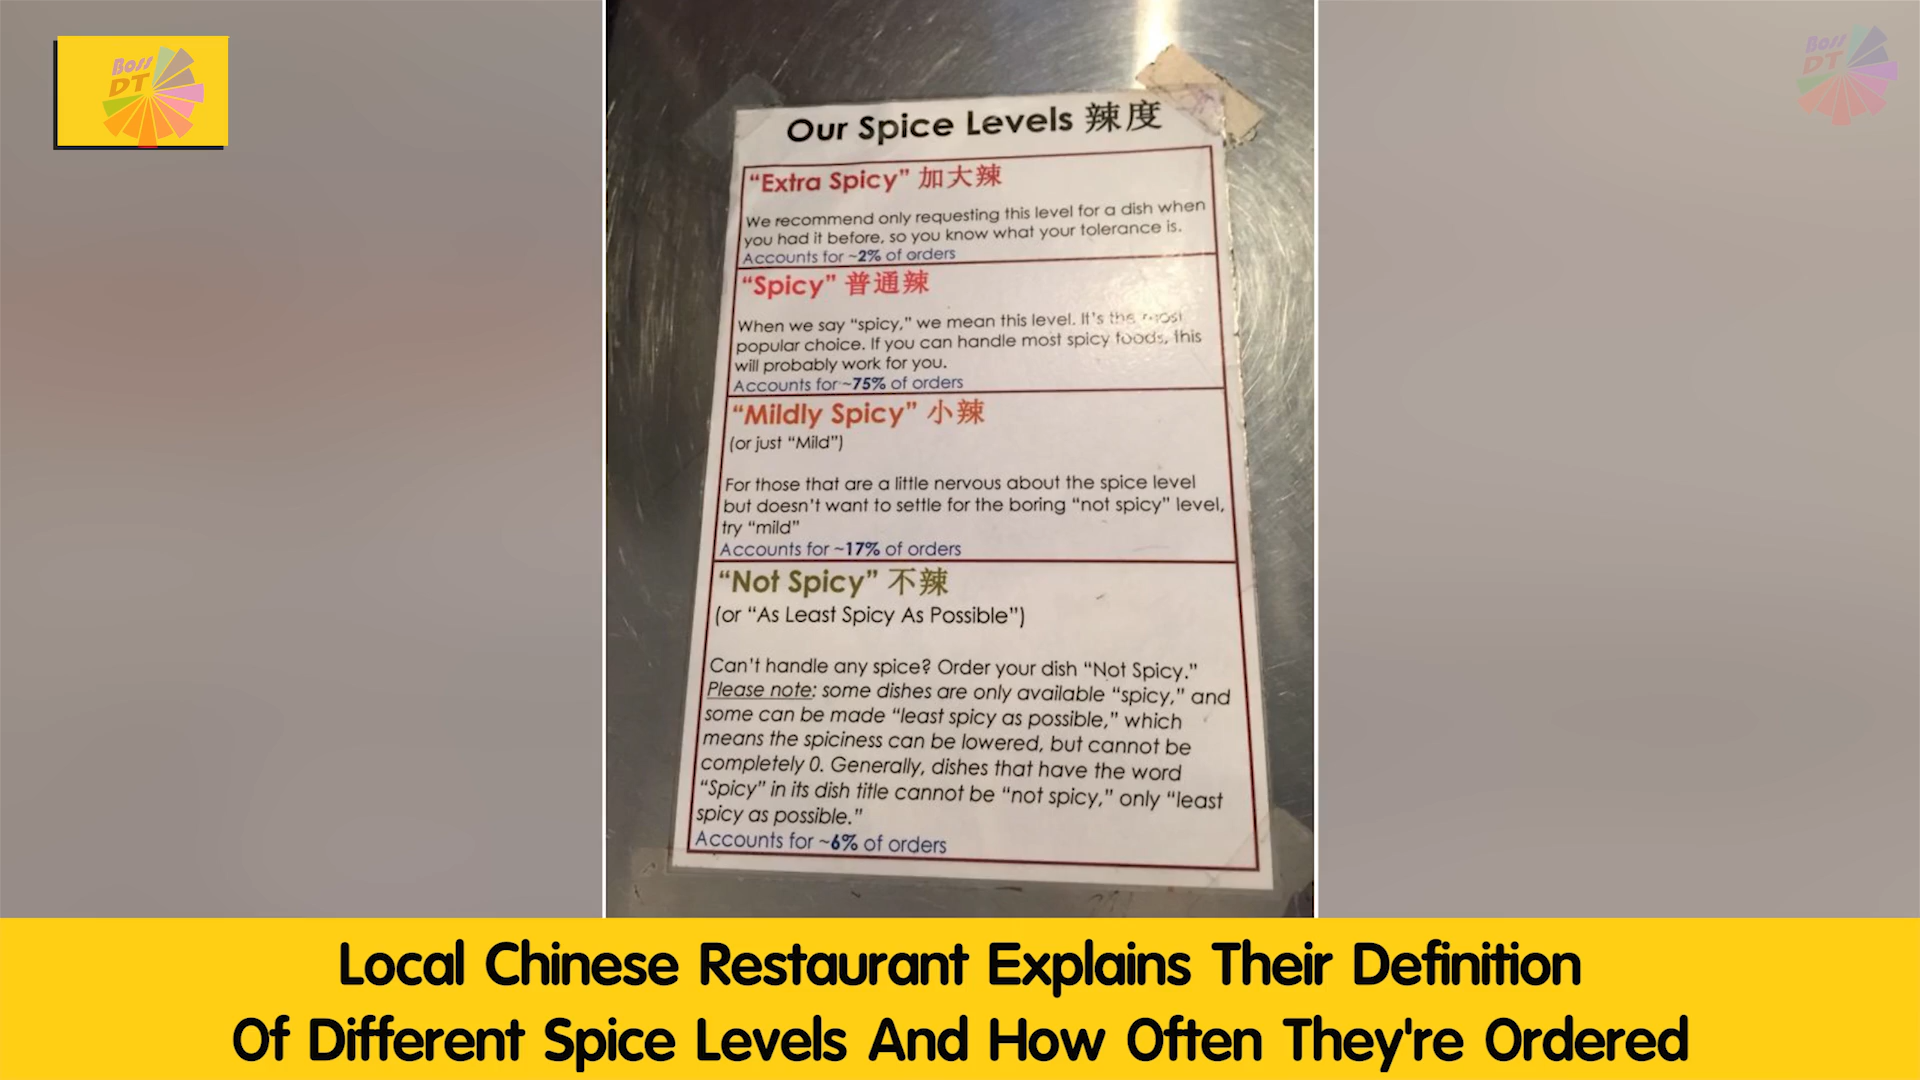 Boss
DT
Boss
DT
Our Spice Levels 辣度
“Extra Spicy” 加大辣
We recommend only requesting this level for a dish when
you had it before, so you know what your tolerance is.
Accounts for ~2% of orders
“Spicy” 普通辣
When we say “spicy,” we mean this level. It’s the most
popular choice. If you can handle most spicy foods, this
will probably work for you.
Accounts for ~75% of orders
“Mildly Spicy” 小辣
(or just “Mild”)
For those that are a little nervous about the spice level
but doesn’t want to settle for the boring “not spicy” level,
try “mild”
Accounts for ~17% of orders
“Not Spicy” 不辣
(or “As Least Spicy As Possible”)
Can’t handle any spice? Order your dish “Not Spicy.”
Please note: some dishes are only available “spicy,” and
some can be made “least spicy as possible,” which
means the spiciness can be lowered, but cannot be
completely 0. Generally, dishes that have the word
“Spicy” in its dish title cannot be “not spicy,” only “least
spicy as possible.”
Accounts for ~6% of orders
Local Chinese Restaurant Explains Their Definition
Of Different Spice Levels And How Often They're Ordered